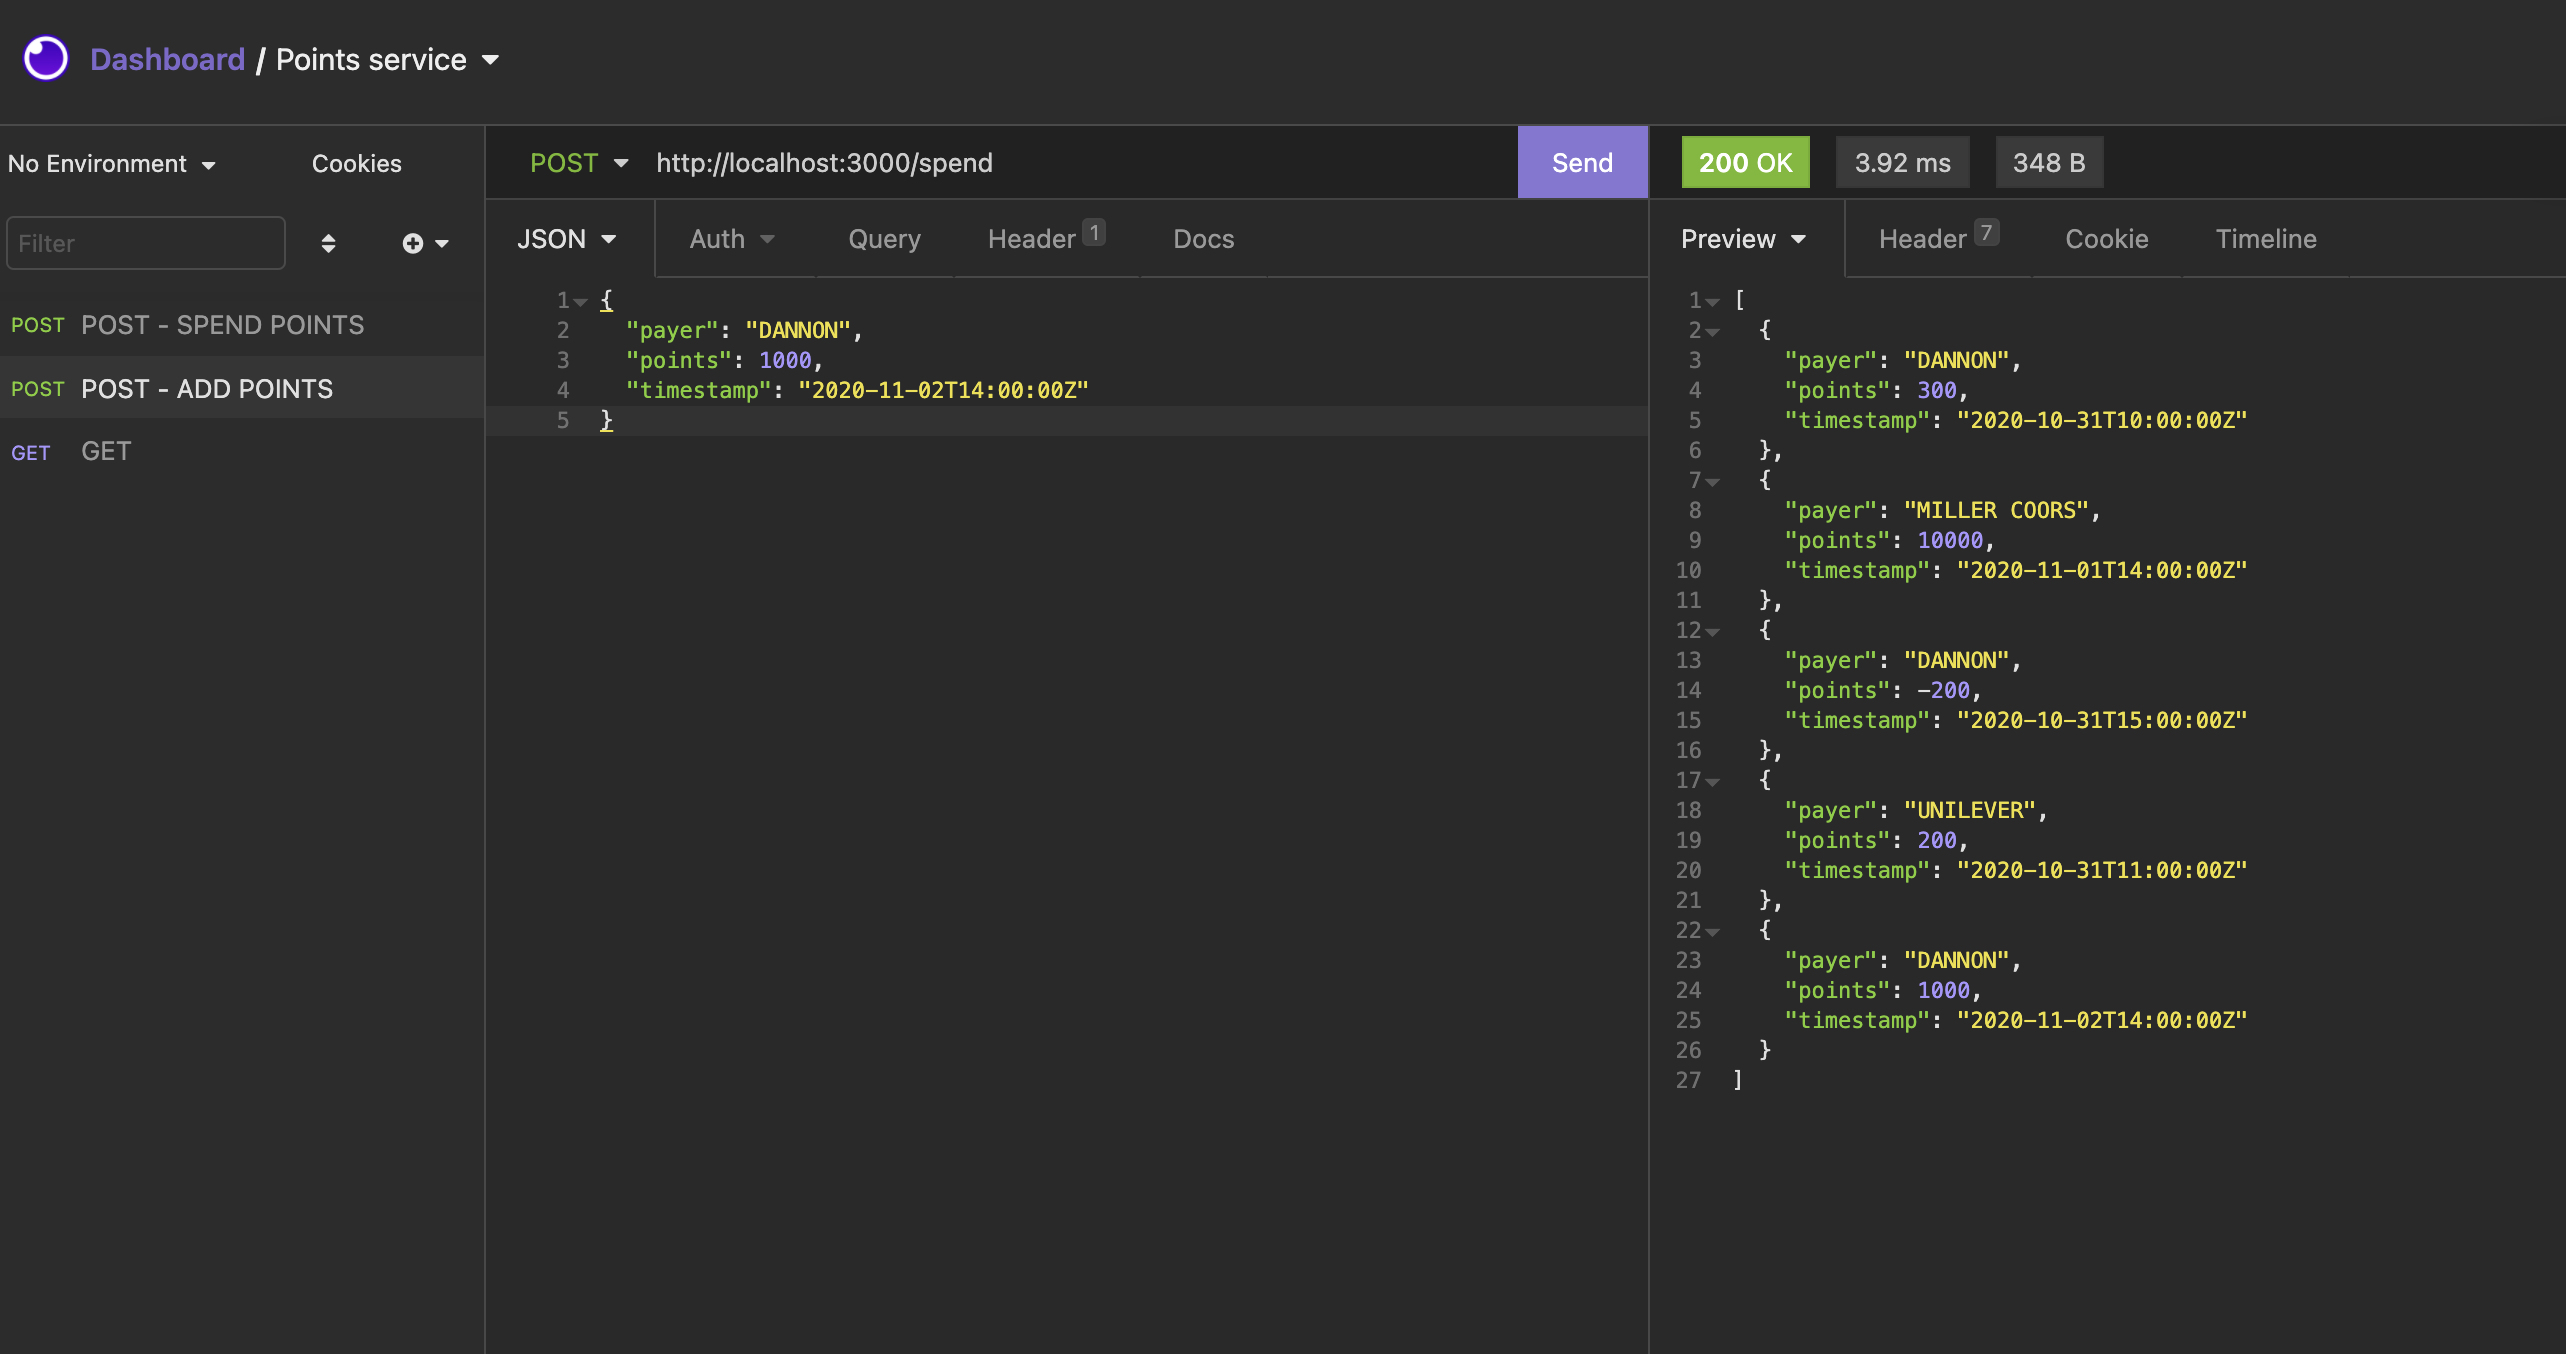 Dashboard / Points service
No Environment
Cookies
Filter
POST POST - SPEND POINTS
POST POST - ADD POINTS
GET GET
POST http://localhost:3000/spend Send
JSON Auth Query Header 1 Docs
1 {
2 "payer": "DANNON",
3 "points": 1000,
4 "timestamp": "2020-11-02T14:00:00Z"
5 }
200 OK 3.92 ms 348 B
Preview Header 7 Cookie Timeline
1 [
2 {
3 "payer": "DANNON",
4 "points": 300,
5 "timestamp": "2020-10-31T10:00:00Z"
6 },
7 {
8 "payer": "MILLER COORS",
9 "points": 10000,
10 "timestamp": "2020-11-01T14:00:00Z"
11 },
12 {
13 "payer": "DANNON",
14 "points": -200,
15 "timestamp": "2020-10-31T15:00:00Z"
16 },
17 {
18 "payer": "UNILEVER",
19 "points": 200,
20 "timestamp": "2020-10-31T11:00:00Z"
21 },
22 {
23 "payer": "DANNON",
24 "points": 1000,
25 "timestamp": "2020-11-02T14:00:00Z"
26 }
27 ]